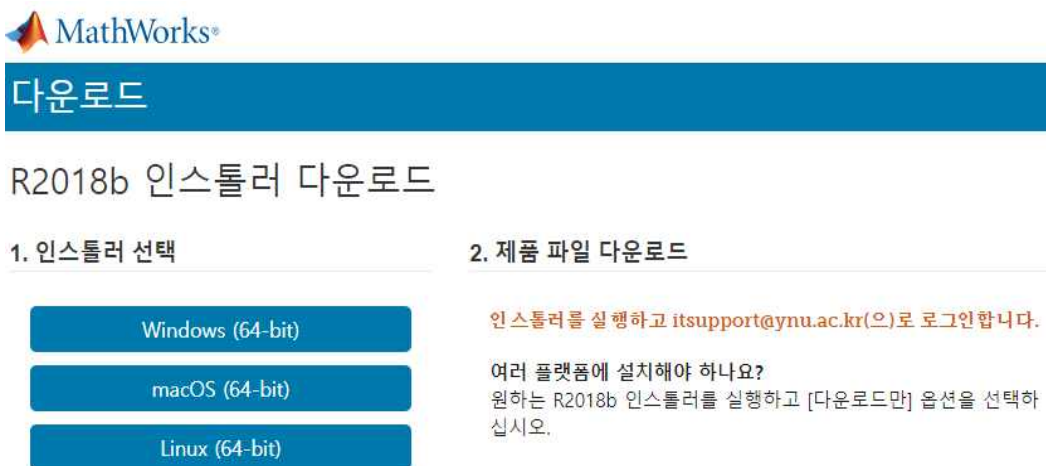 MathWorks®
다운로드
R2018b 인스톨러 다운로드
1. 인스톨러 선택
Windows (64-bit)
macOS (64-bit)
Linux (64-bit)
2. 제품 파일 다운로드
인스톨러를 실행하고 itsupport@ynu.ac.kr(으)로 로그인합니다.
여러 플랫폼에 설치해야 하나요?
원하는 R2018b 인스톨러를 실행하고 [다운로드만] 옵션을 선택하
십시오.